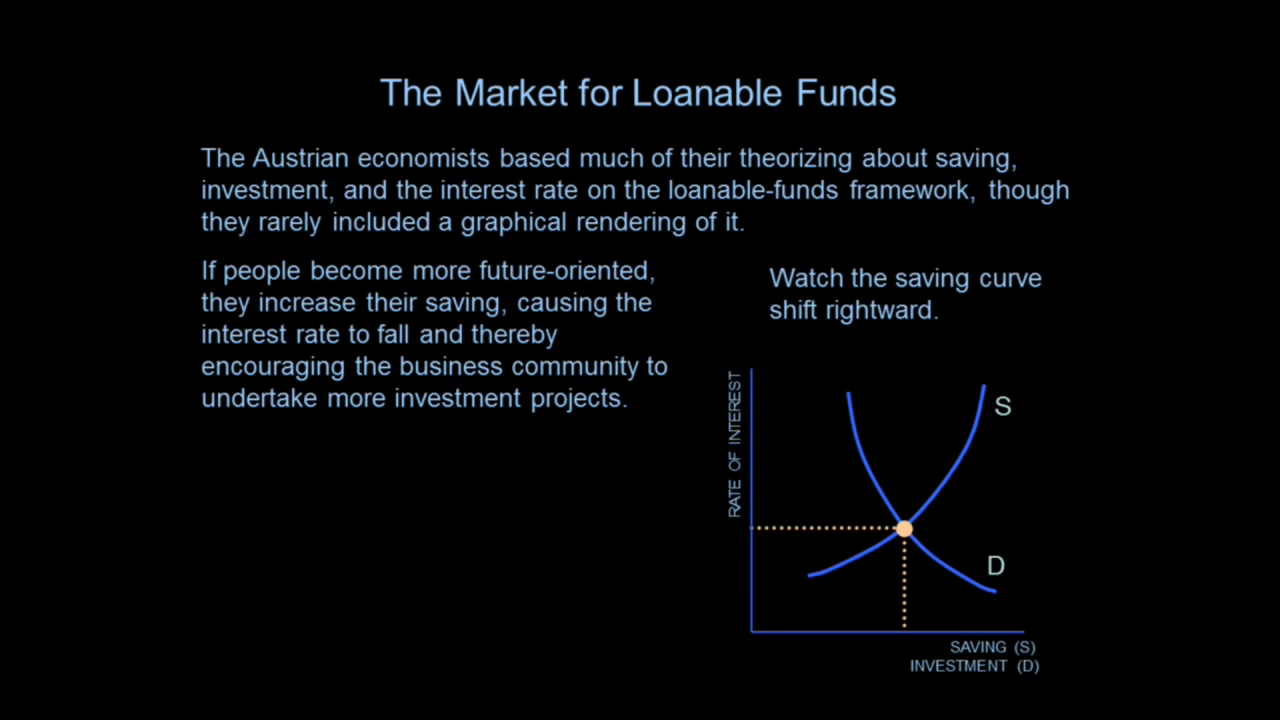 The Market for Loanable Funds
The Austrian economists based much of their theorizing about saving,
investment, and the interest rate on the loanable-funds framework, though
they rarely included a graphical rendering of it.
If people become more future-oriented,
they increase their saving, causing the
interest rate to fall and thereby
encouraging the business community to
undertake more investment projects.
Watch the saving curve
shift rightward.
RATE OF INTEREST
S
D
SAVING (S)
INVESTMENT (D)